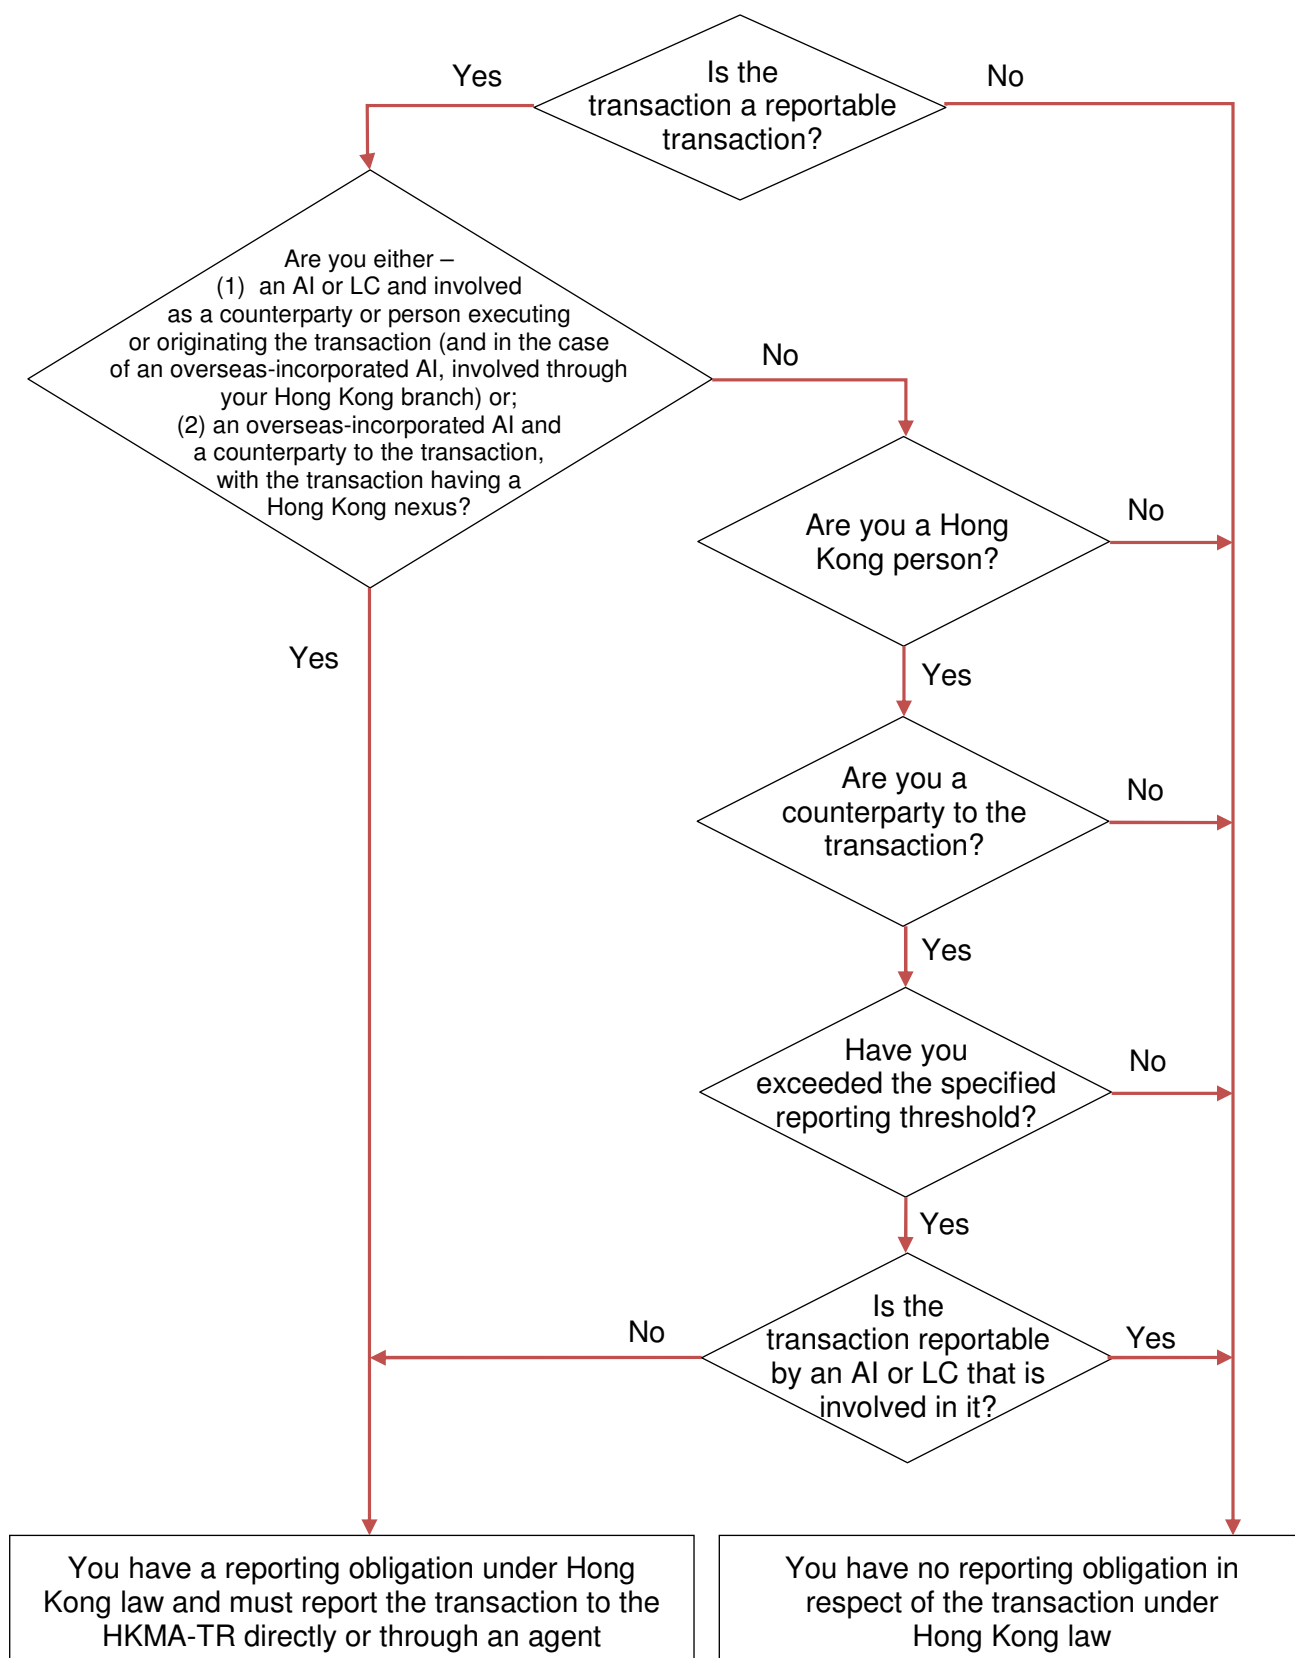 Yes
Is the
transaction a reportable
transaction?
No
Are you either –
(1) an AI or LC and involved
as a counterparty or person executing
or originating the transaction (and in the case
of an overseas-incorporated AI, involved through
your Hong Kong branch) or;
(2) an overseas-incorporated AI and
a counterparty to the transaction,
with the transaction having a
Hong Kong nexus?
No
Are you a Hong
Kong person?
No
Yes
Yes
Are you a
counterparty to the
transaction?
No
Yes
Have you
exceeded the specified
reporting threshold?
No
Yes
No
Is the
transaction reportable
by an AI or LC that is
involved in it?
Yes
You have a reporting obligation under Hong
Kong law and must report the transaction to the
HKMA-TR directly or through an agent
You have no reporting obligation in
respect of the transaction under
Hong Kong law